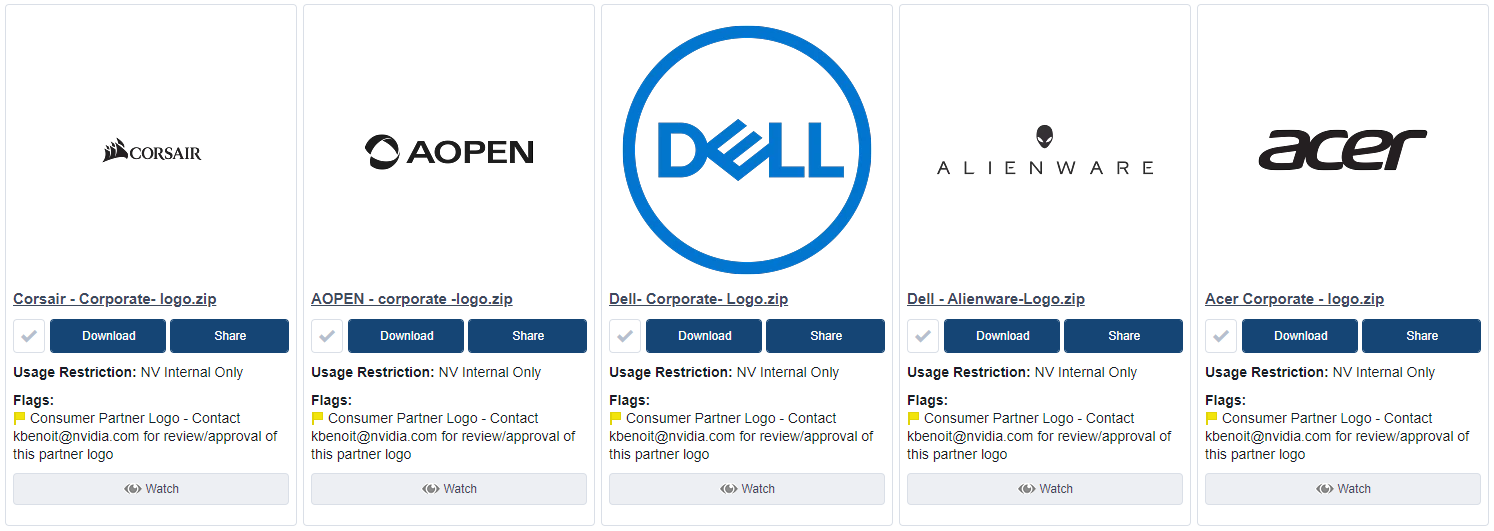 CORSAIR
Corsair - Corporate- logo.zip
Download
Share
Usage Restriction: NV Internal Only
Flags:
Consumer Partner Logo - Contact
kbenoit@nvidia.com for review/approval of
this partner logo
Watch
AOPEN
AOPEN - corporate -logo.zip
Download
Share
Usage Restriction: NV Internal Only
Flags:
Consumer Partner Logo - Contact
kbenoit@nvidia.com for review/approval of
this partner logo
Watch
DELL
Dell- Corporate- Logo.zip
Download
Share
Usage Restriction: NV Internal Only
Flags:
Consumer Partner Logo - Contact
kbenoit@nvidia.com for review/approval of
this partner logo
Watch
ALIENWARE
Dell - Alienware-Logo.zip
Download
Share
Usage Restriction: NV Internal Only
Flags:
Consumer Partner Logo - Contact
kbenoit@nvidia.com for review/approval of
this partner logo
Watch
acer
Acer Corporate - logo.zip
Download
Share
Usage Restriction: NV Internal Only
Flags:
Consumer Partner Logo - Contact
kbenoit@nvidia.com for review/approval of
this partner logo
Watch